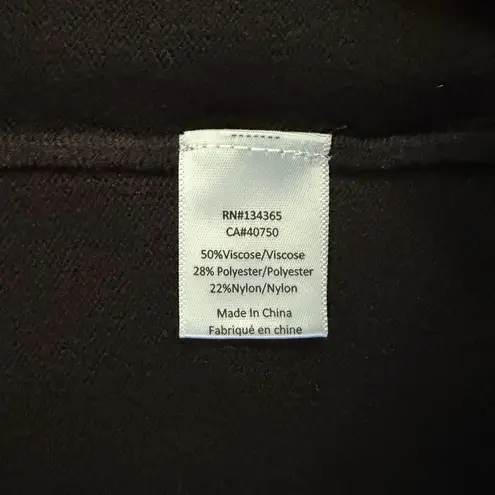 RN#134365
CA#40750
50%Viscose/Viscose
28% Polyester/Polyester
22%Nylon/Nylon
Made In China
Fabriqué en chine